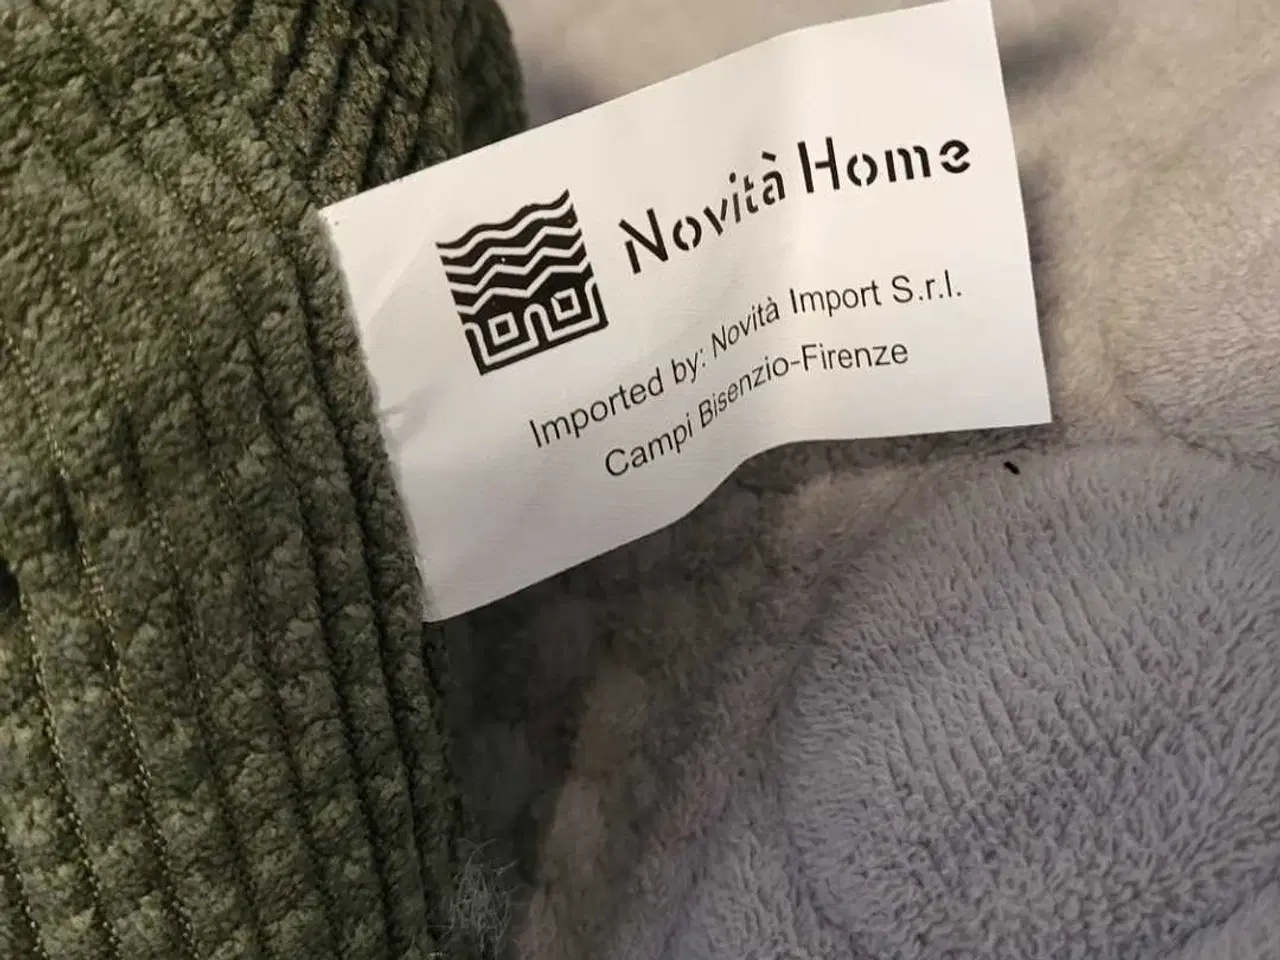 Novità Home
Imported by: Novità Import S.r.l.
Campi Bisenzio-Firenze